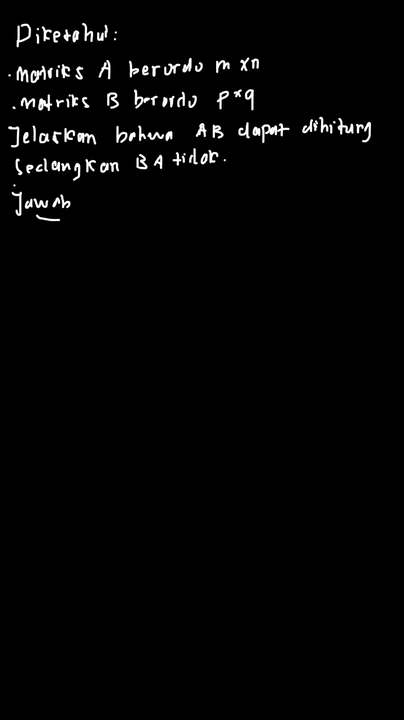 Diketahui:
• Matriks A berordo m x n
• matriks B berordo p x q
Jelaskan bahwa AB dapat dihitung
Sedangkan BA tidak.
Jawab